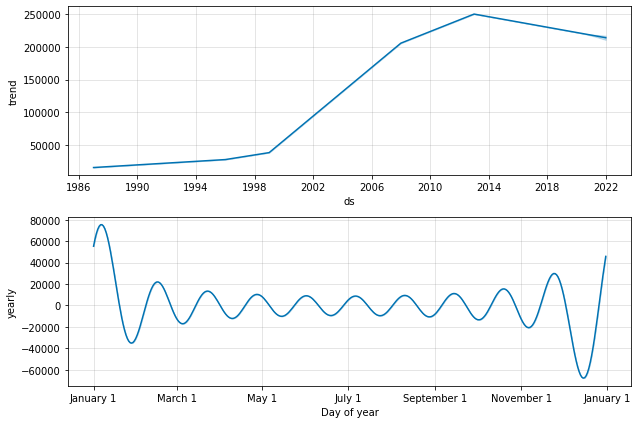 250000
200000
150000
100000
50000
trend
1986 1990 1994 1998 2002 2006 2010 2014 2018 2022
ds
80000
60000
40000
20000
0
−20000
−40000
−60000
yearly
January 1 March 1 May 1 July 1 September 1 November 1 January 1
Day of year